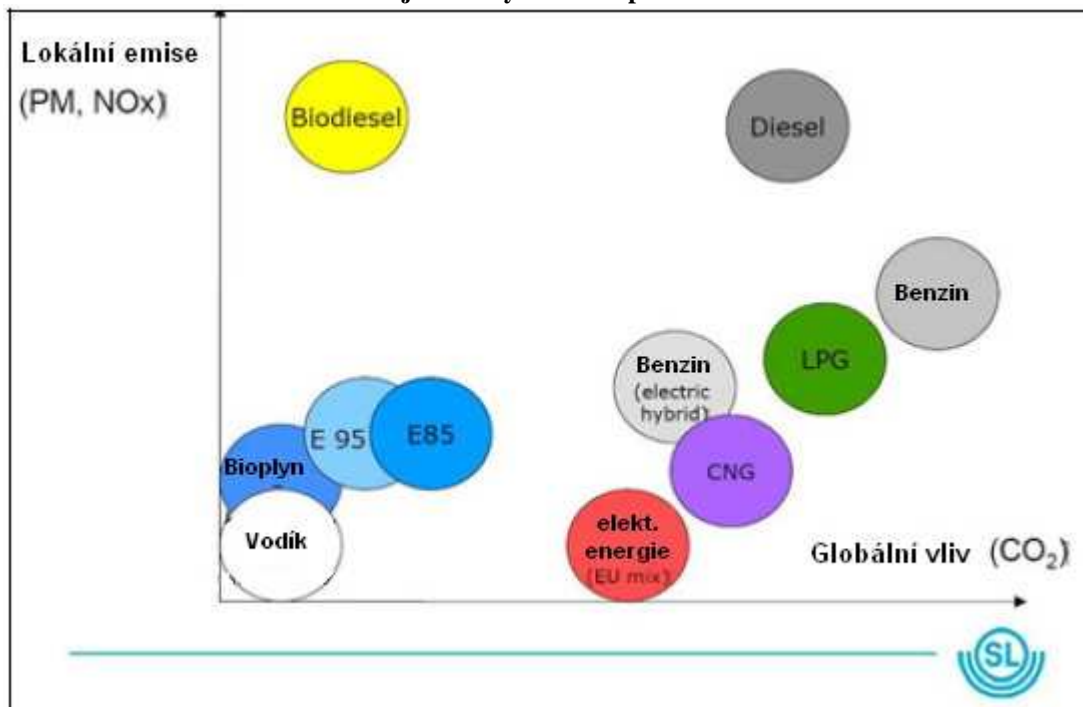 Lokální emise
(PM, NOx)
Biodiesel
Diesel
Benzin
LPG
Benzin
(electric
hybrid)
E 95
E85
CNG
Bioplyn
Vodík
elekt.
energie
(EU mix)
Globální vliv (CO₂)
SL